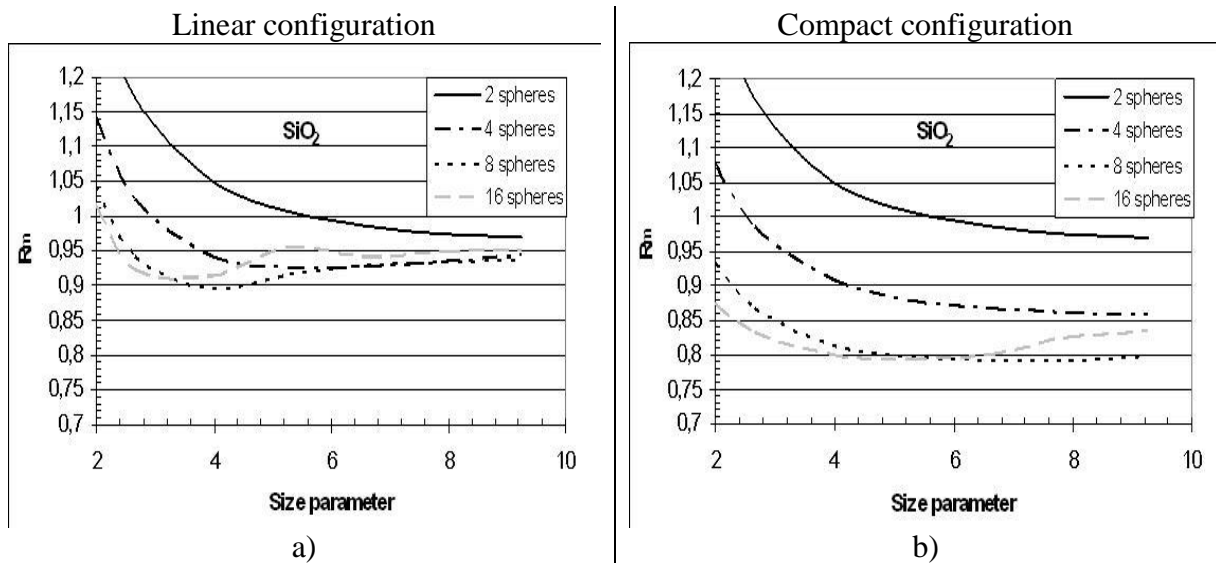 Linear configuration
1,2
1,15
1,1
1,05
1
0,95
0,9
0,85
0,8
0,75
0,7
Rm
SiO₂
2 spheres
4 spheres
8 spheres
16 spheres
2 4 6 8 10
Size parameter
a)
Compact configuration
1,2
1,15
1,1
1,05
1
0,95
0,9
0,85
0,8
0,75
0,7
Rm
SiO₂
2 spheres
4 spheres
8 spheres
16 spheres
2 4 6 8 10
Size parameter
b)